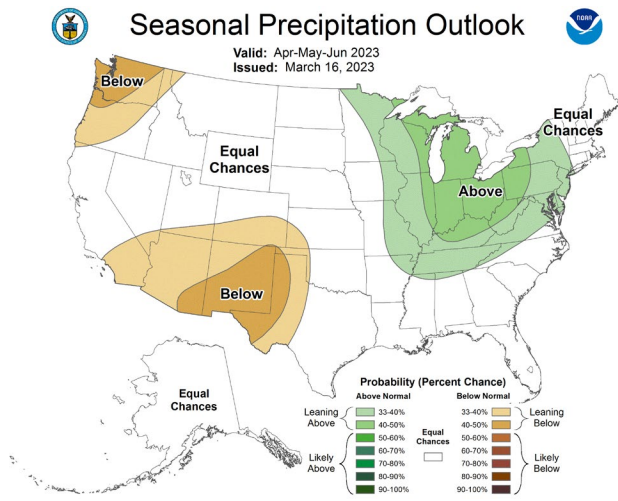 Seasonal Precipitation Outlook
Valid: Apr-May-Jun 2023
Issued: March 16, 2023
NOAA
Below
Equal
Chances
Equal
Chances
Above
Below
Equal
Chances
Probability (Percent Chance)
Above Normal
Below Normal
Leaning
Above
33-40%
40-50%
50-60%
60-70%
70-80%
80-90%
90-100%
Likely
Above
Equal
Chances
33-40%
40-50%
50-60%
60-70%
70-80%
80-90%
90-100%
Leaning
Below
Likely
Below